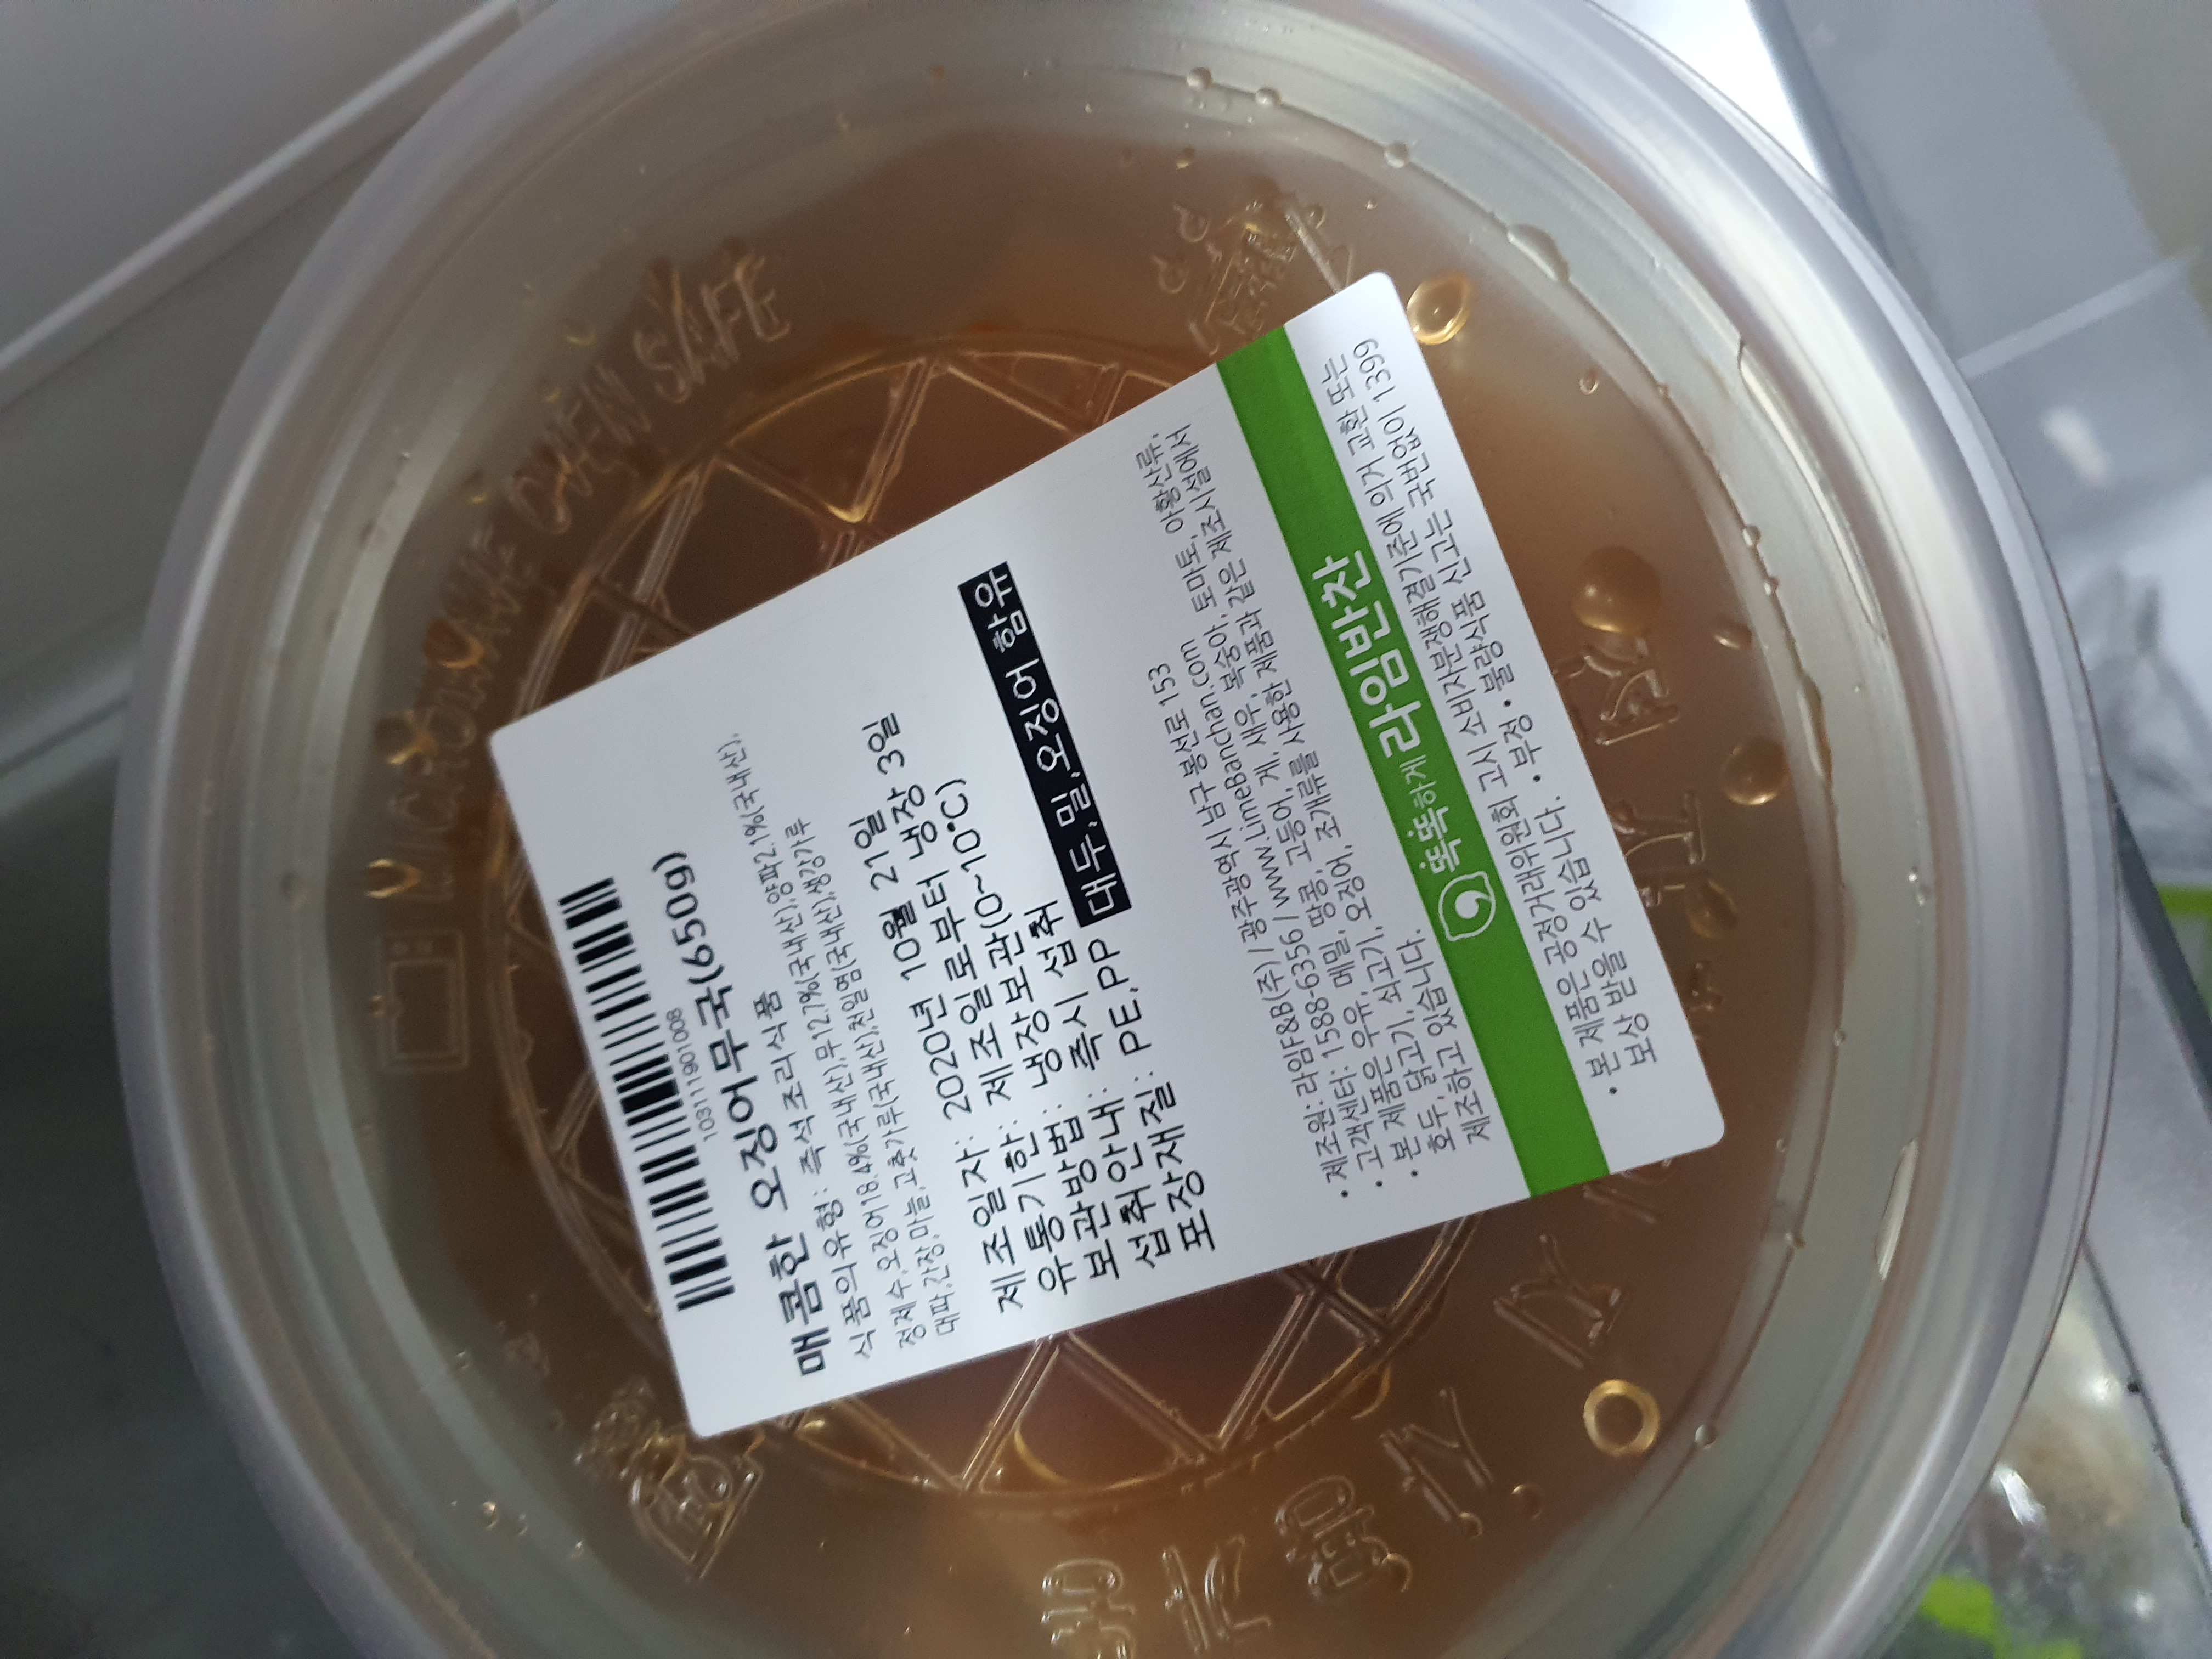 1031119010008
매콤한 오징어무국(650g)
식품의유형: 즉석조리식품
정제수,오징어18.4%(국내산),무12.7%(국내산),양파2.1%(국내산),
대파,간장,마늘,고춧가루(국내산),천일염(국내산),생강가루
제조일자: 2020년 10월 21일
유통기한: 제조일로부터 냉장 3일
보관방법: 냉장보관(0~10°C)
섭취안내: 즉시 섭취
포장재질: PE,PP 대두,밀,오징어 함유
• 제조원: 라임F&B(주) / 광주광역시 남구 봉선로 153
• 고객센터: 1588-6356 / www.LimeBanchan.com
• 본 제품은 우유, 메밀, 땅콩, 고등어, 게, 새우, 복숭아, 토마토, 아황산류,
호두, 닭고기, 쇠고기, 오징어, 조개류를 사용한 제품과 같은 제조시설에서
제조하고 있습니다.
똑똑하게 라임반찬
• 본 제품은 공정거래위원회 고시 소비자분쟁해결기준에 의거 교환 또는
보상 받을 수 있습니다. • 부정 • 불량식품 신고는 국번없이 1399
MICROWAVE OVEN SAFE